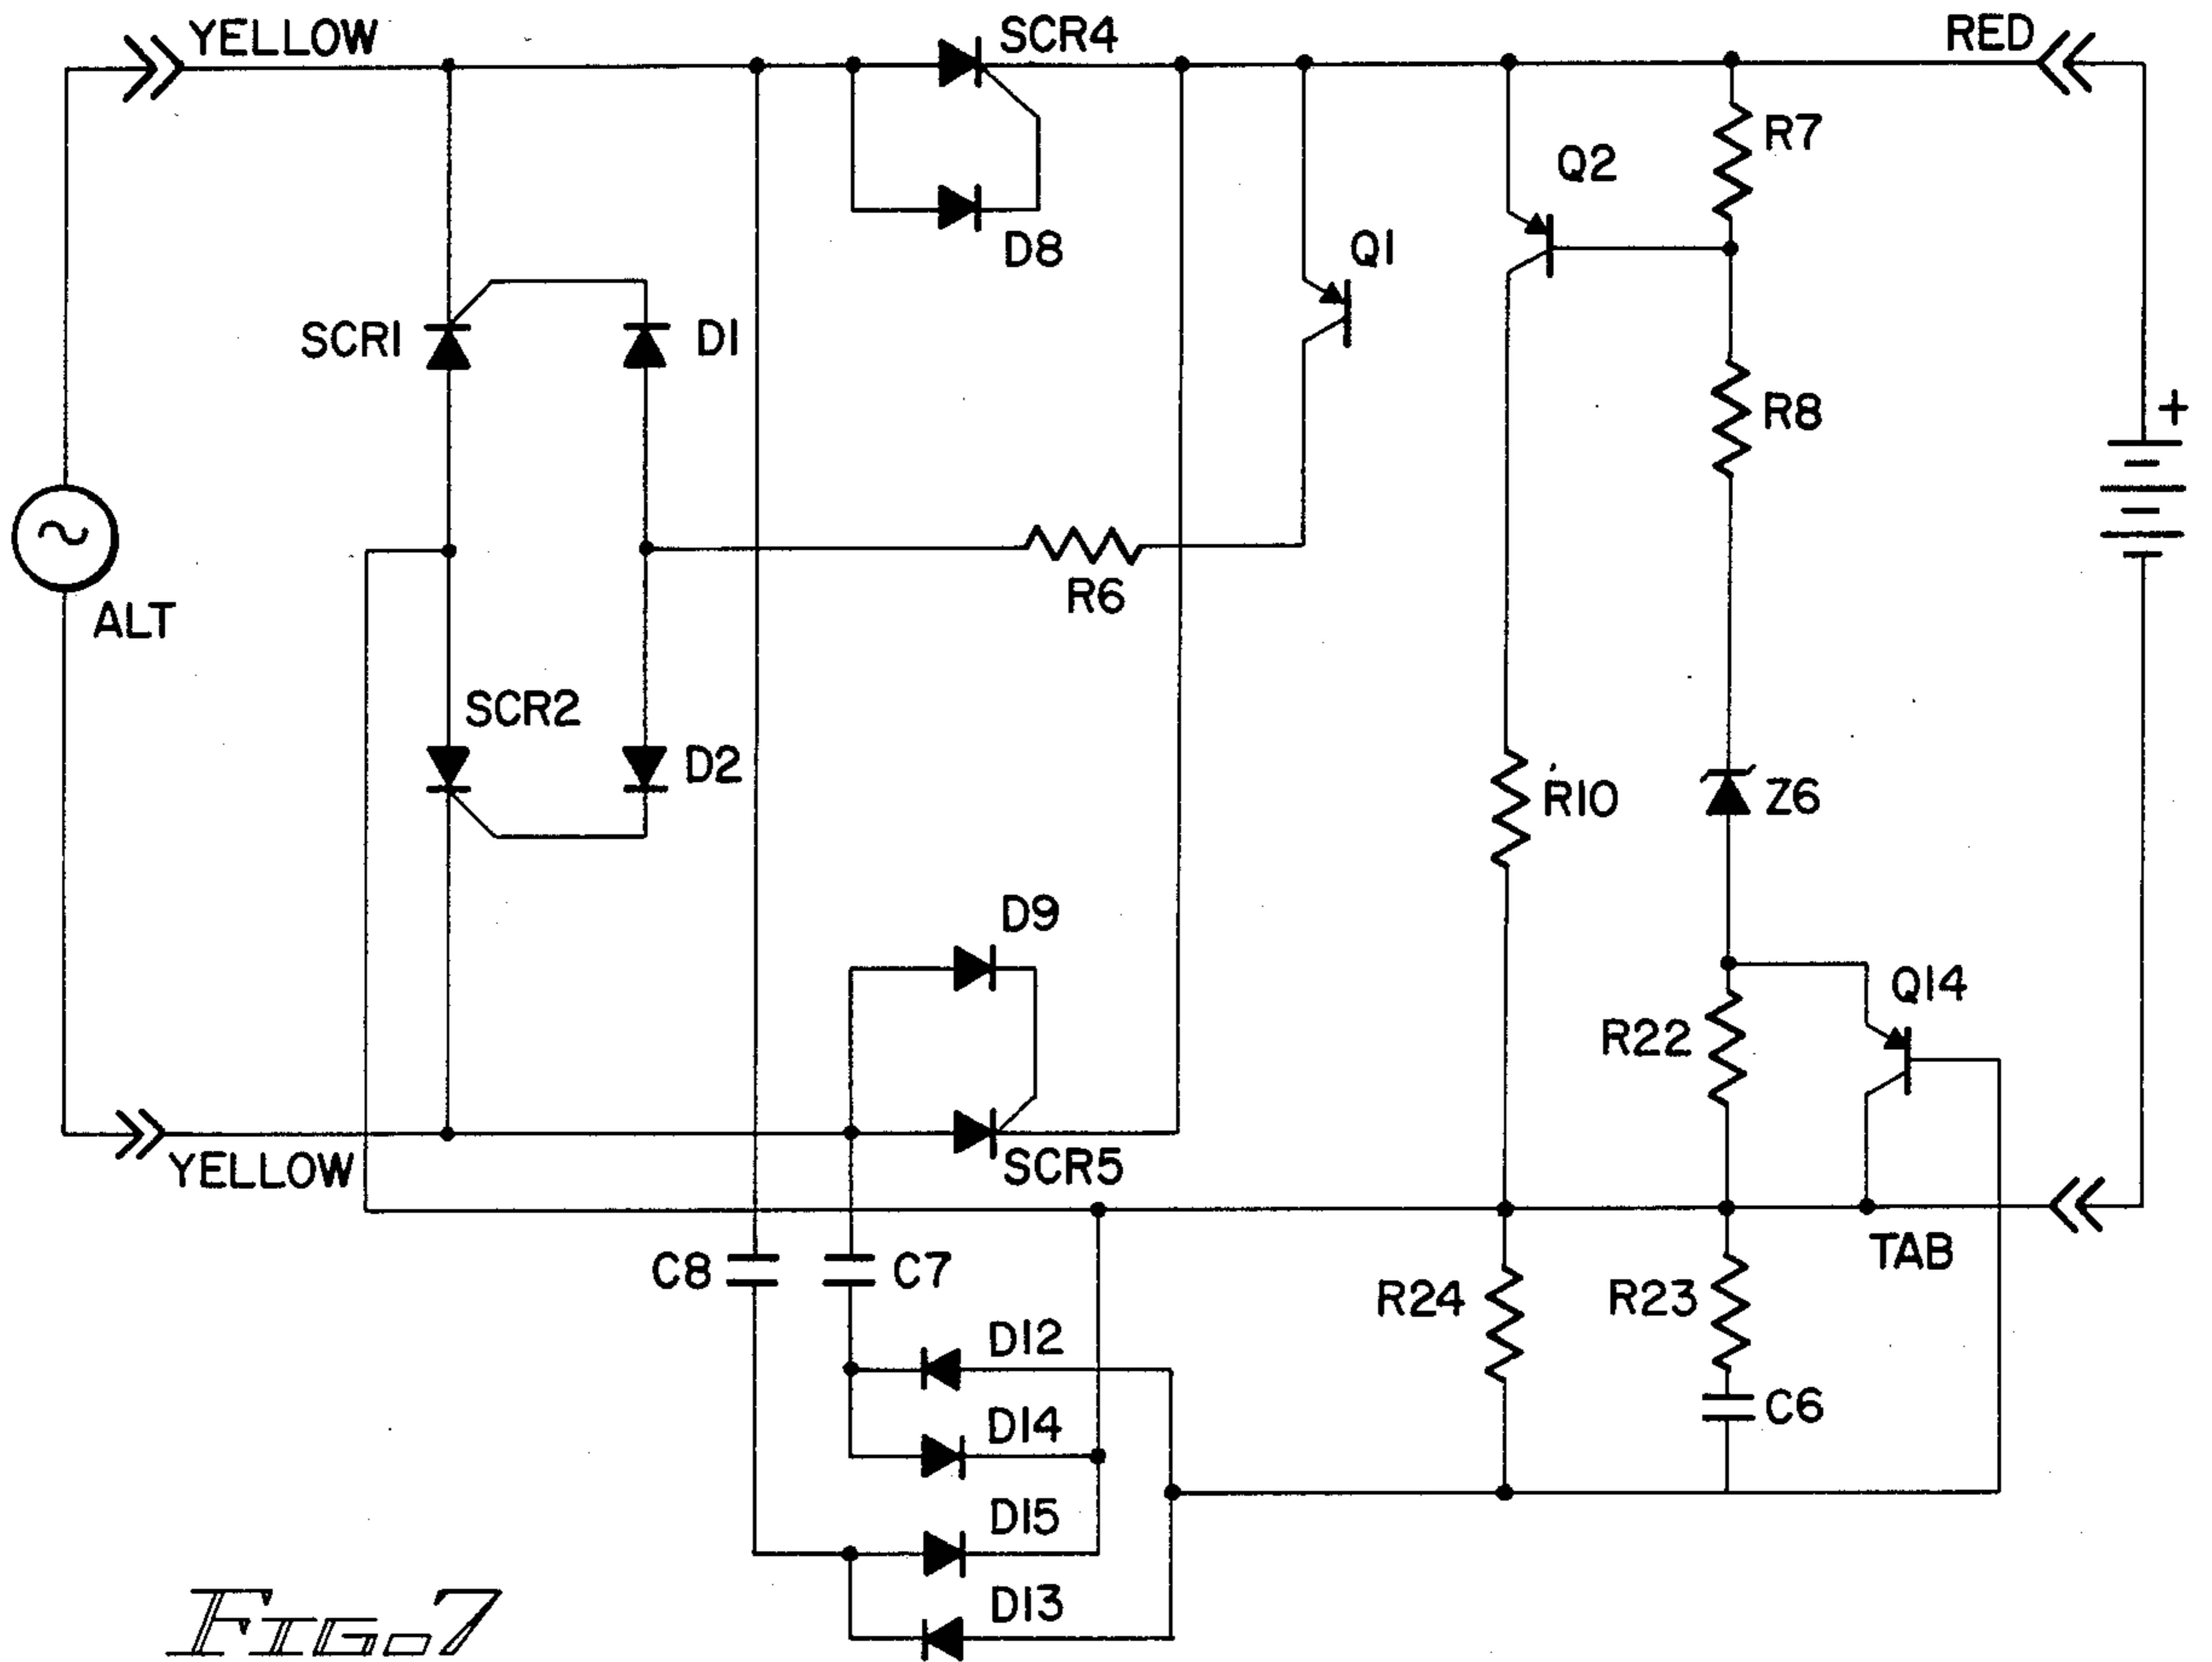 YELLOW
SCR4
RED
R7
Q2
D8
Q1
SCR1
D1
R8
+
R6
ALT
SCR2
D2
R10
Z6
D9
Q14
R22
YELLOW
SCR5
TAB
C8
C7
R24
R23
D12
C6
D14
D15
D13
FIG. 7